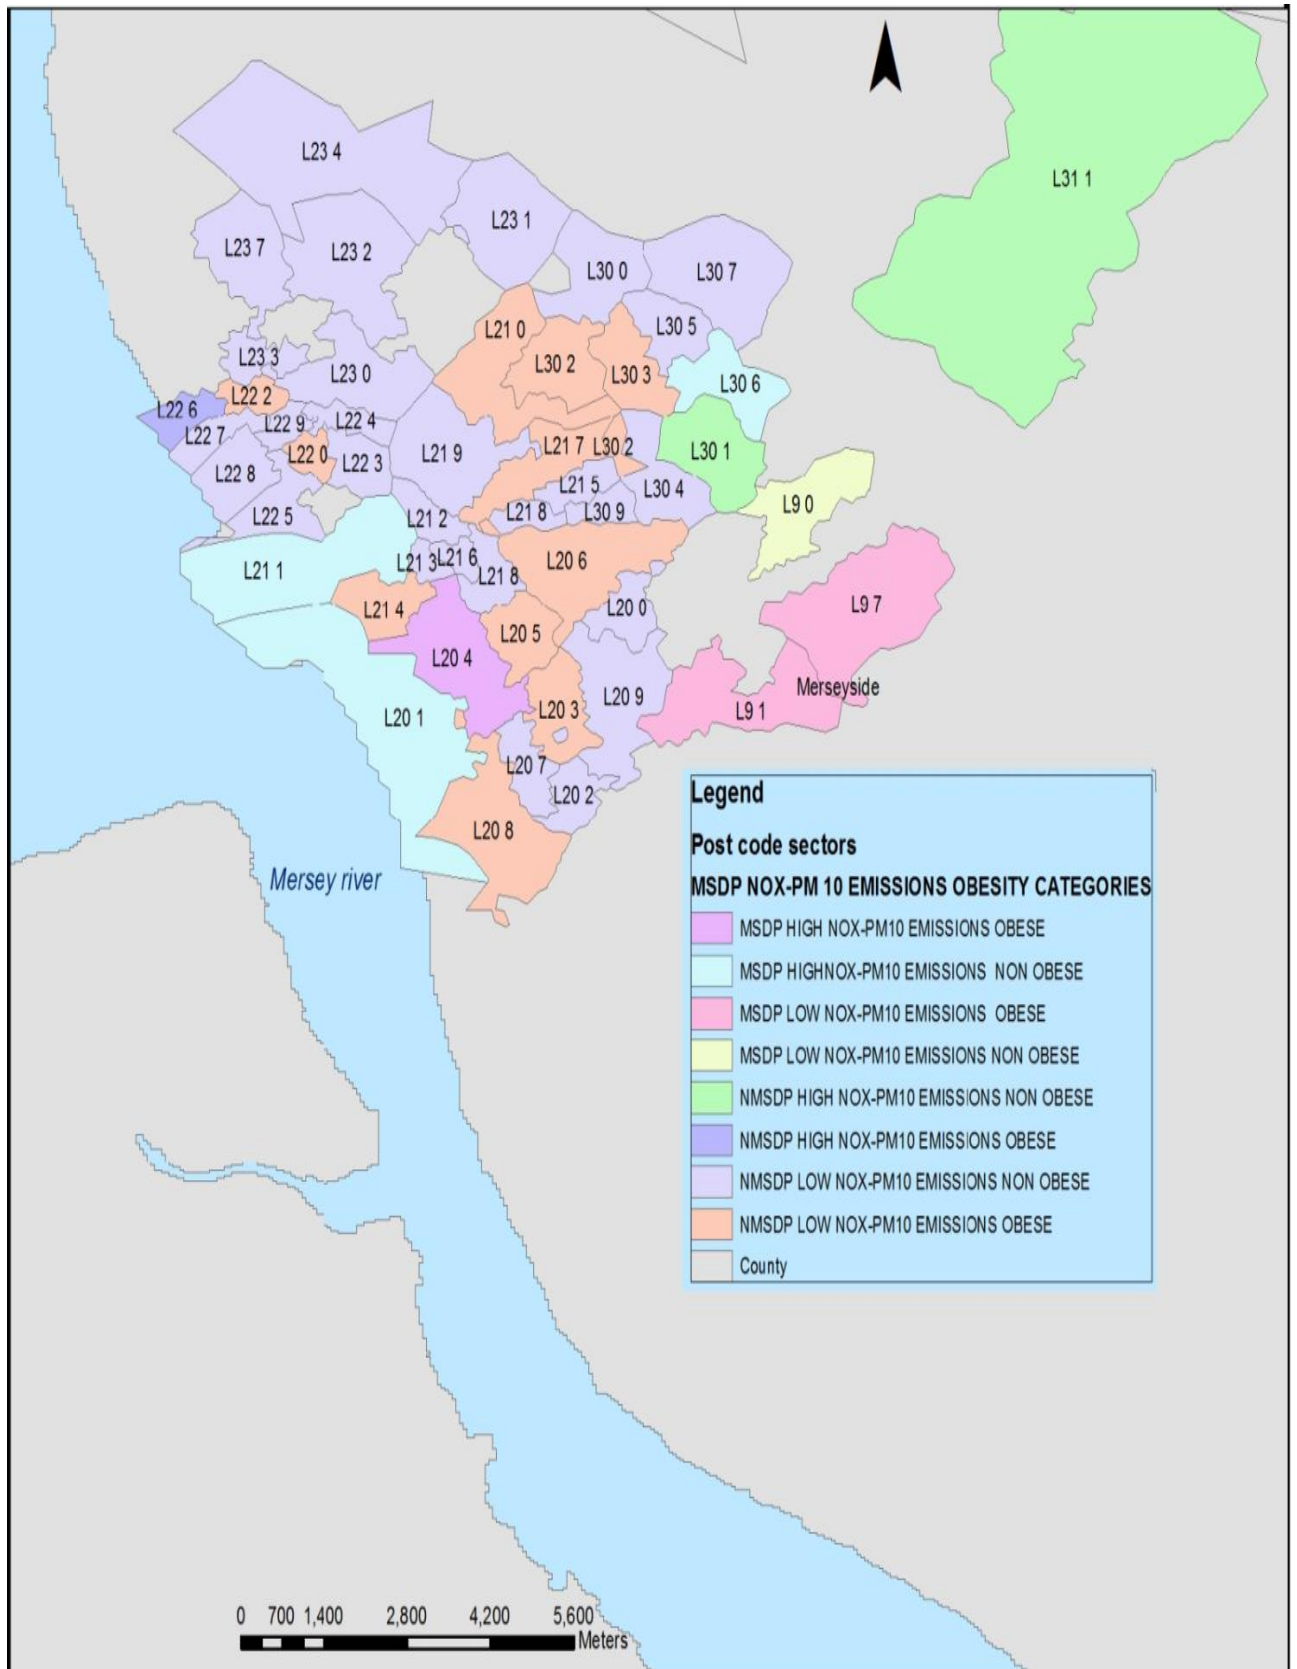 L23 4
L31 1
L23 1
L23 7
L23 2
L30 0
L30 7
L21 0
L30 5
L23 3
L30 2
L23 0
L30 3
L30 6
L22 2
L22 6
L22 9
L22 4
L22 7
L21 7
L30 2
L30 1
L22 0
L22 3
L21 9
L22 8
L21 5
L30 4
L9 0
L22 5
L21 2
L21 8
L30 9
L21 1
L21 3
L21 6
L20 6
L21 8
L21 4
L20 0
L9 7
L20 5
L20 4
Merseyside
L20 9
L20 1
L20 3
L9 1
L20 7
L20 2
L20 8
Mersey river
Legend
Post code sectors
MSDP NOX-PM 10 EMISSIONS OBESITY CATEGORIES
MSDP HIGH NOX-PM10 EMISSIONS OBESE
MSDP HIGHNOX-PM10 EMISSIONS NON OBESE
MSDP LOW NOX-PM10 EMISSIONS OBESE
MSDP LOW NOX-PM10 EMISSIONS NON OBESE
NMSDP HIGH NOX-PM10 EMISSIONS NON OBESE
NMSDP HIGH NOX-PM10 EMISSIONS OBESE
NMSDP LOW NOX-PM10 EMISSIONS NON OBESE
NMSDP LOW NOX-PM10 EMISSIONS OBESE
County
0 700 1,400 2,800 4,200 5,600
Meters